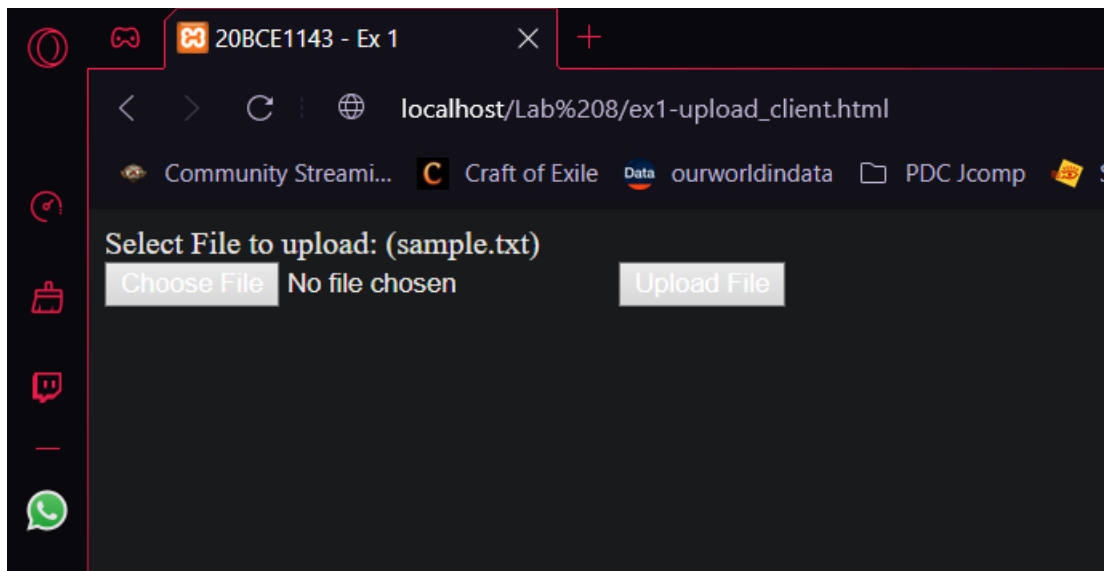 20BCE1143 - Ex 1
localhost/Lab%208/ex1-upload_client.html
Community Streami... C Craft of Exile Data ourworldindata PDC Jcomp S
Select File to upload: (sample.txt)
Choose File No file chosen Upload File